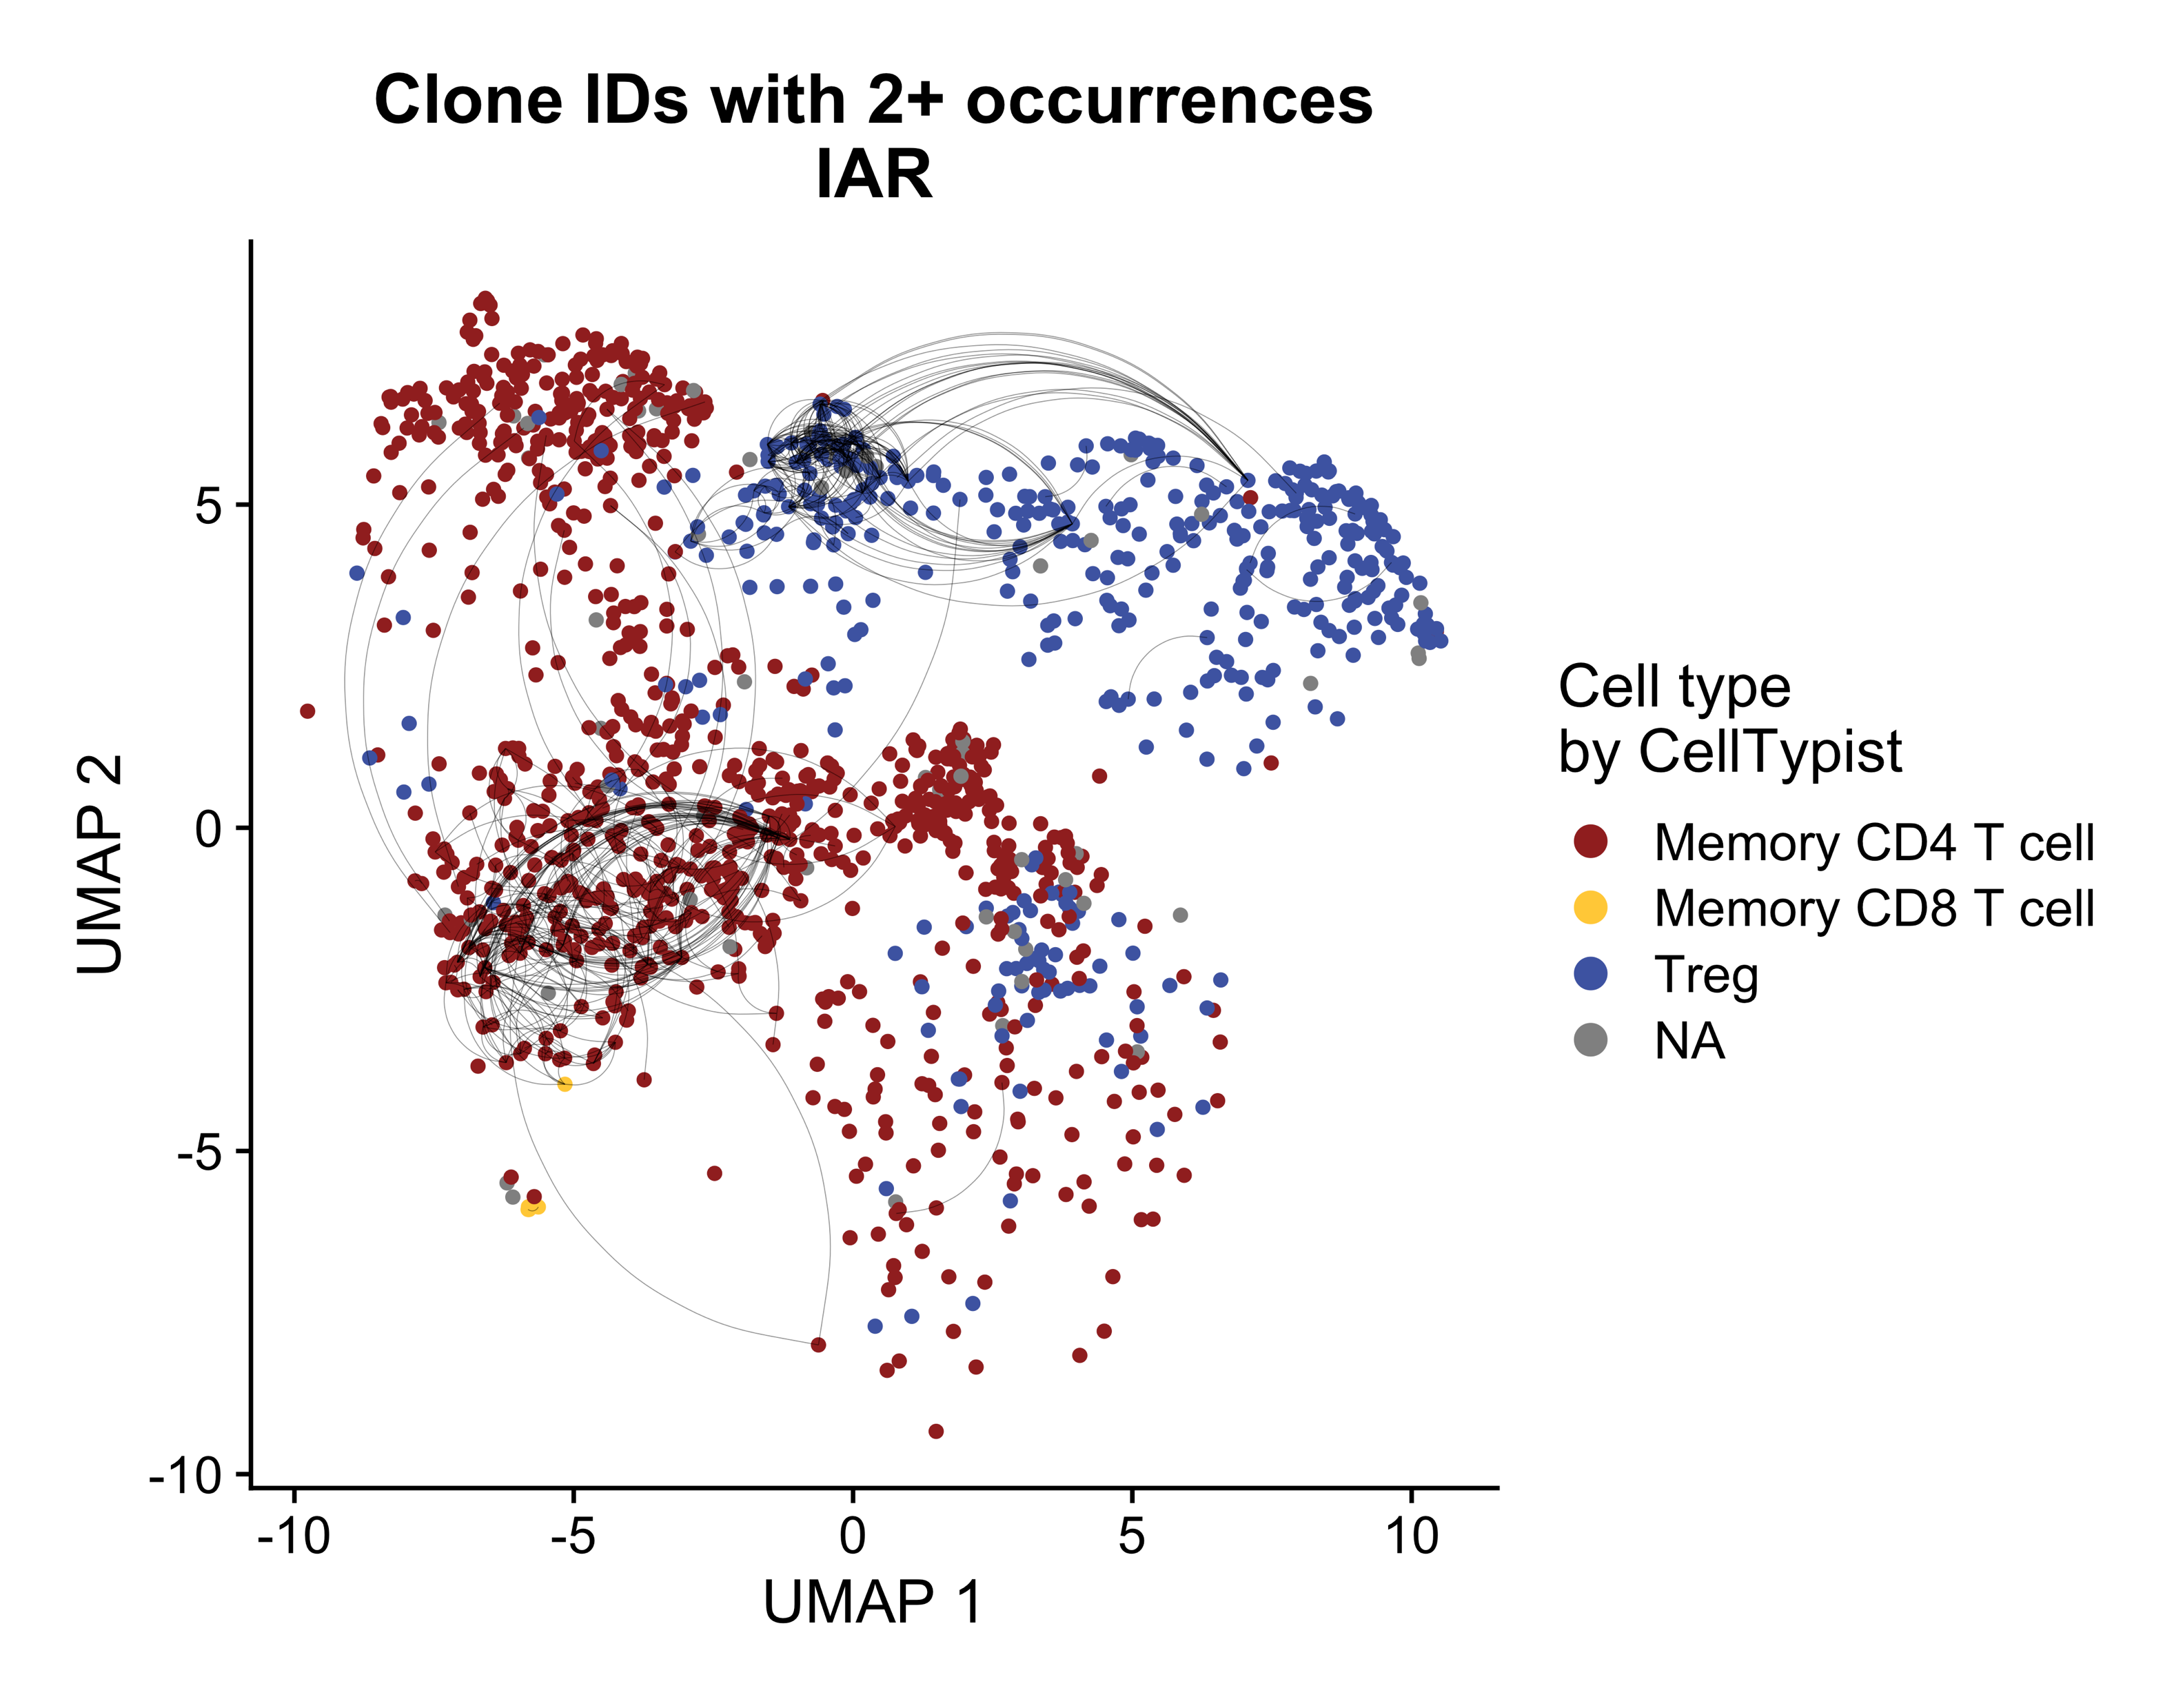 Clone IDs with 2+ occurrences
IAR
UMAP 2
5
0
-5
-10
-10
-5
0
5
10
UMAP 1
Cell type
by CellTypist
Memory CD4 T cell
Memory CD8 T cell
Treg
NA